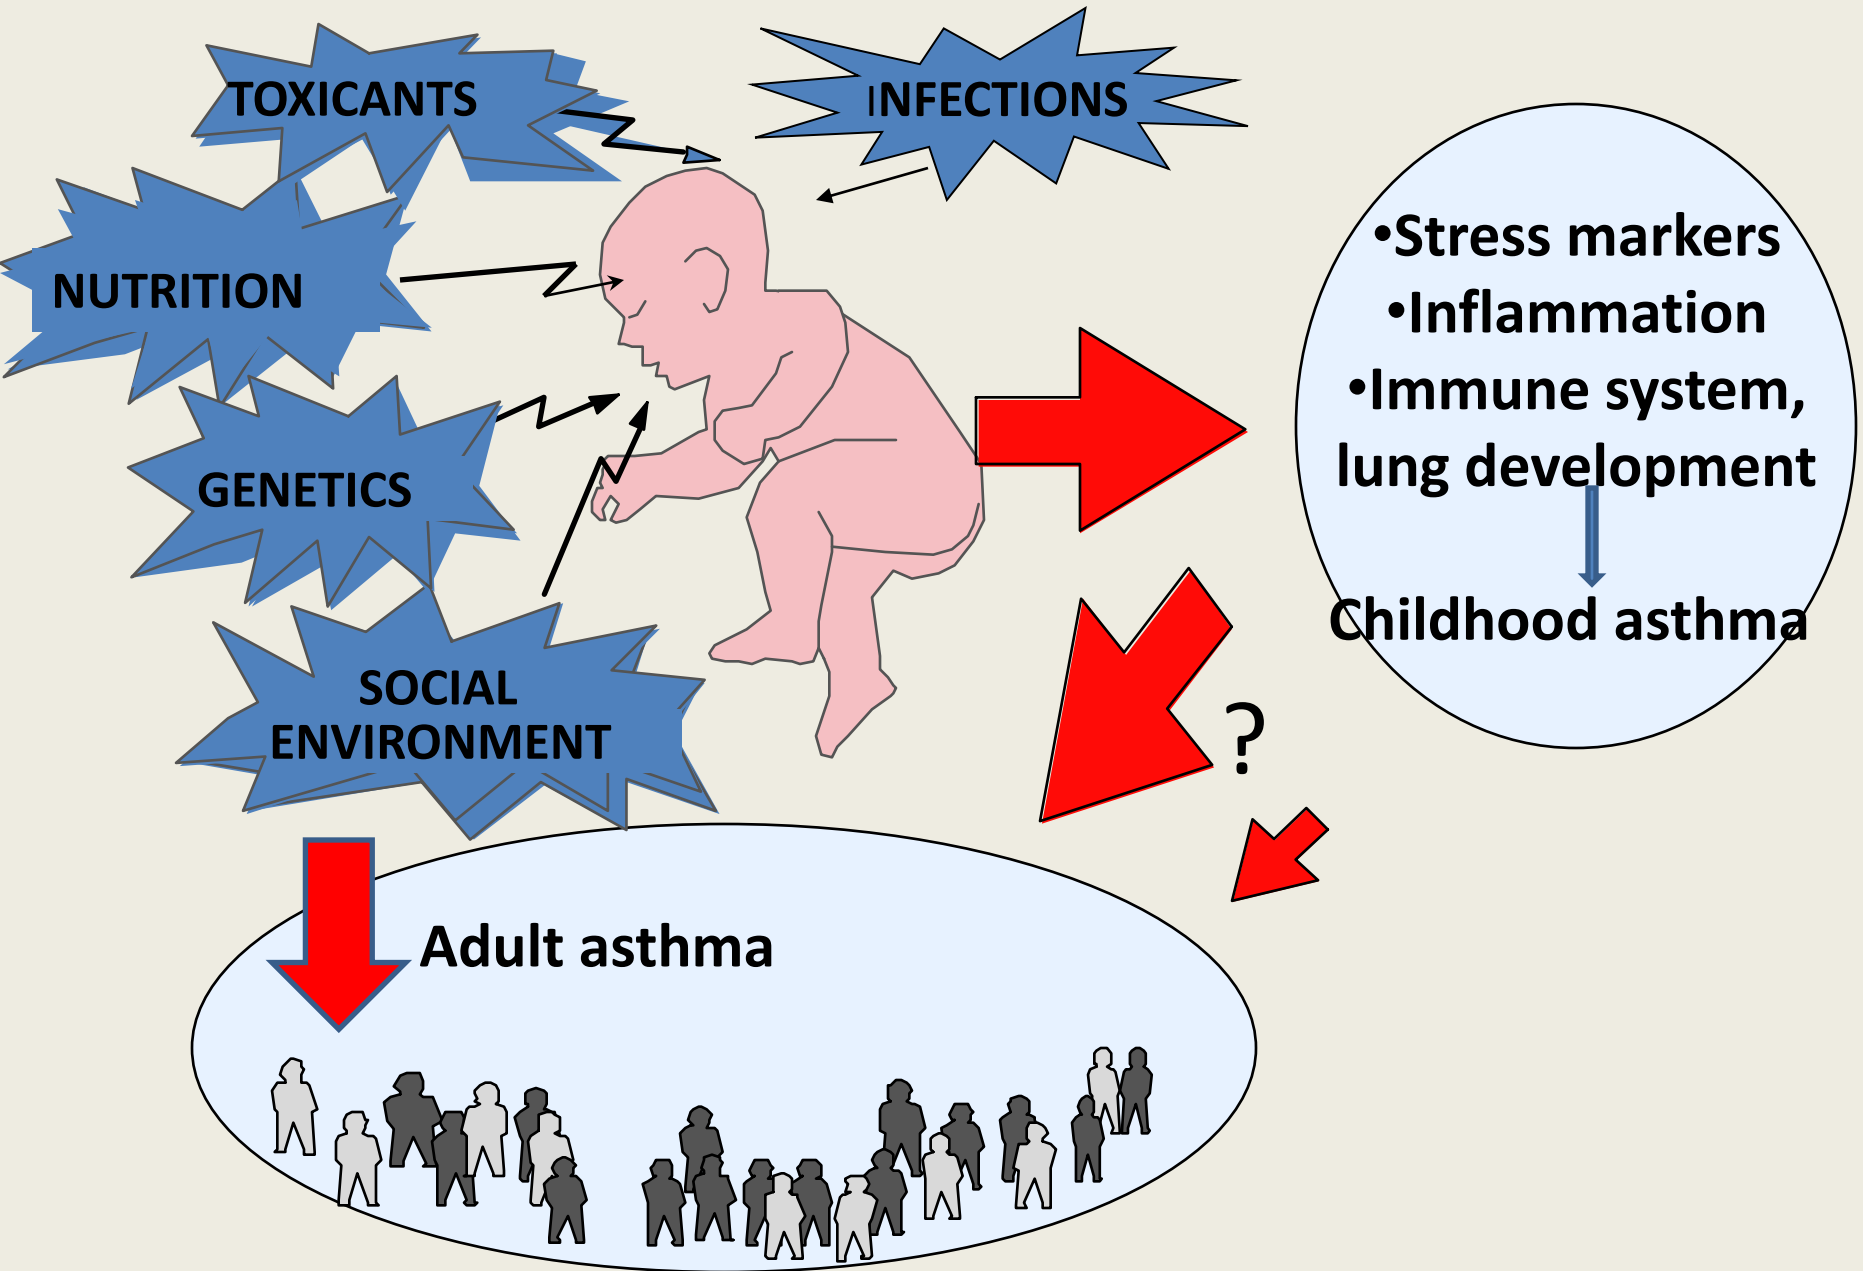 TOXICANTS
INFECTIONS
NUTRITION
GENETICS
SOCIAL
ENVIRONMENT
•Stress markers
•Inflammation
•Immune system,
lung development
Childhood asthma
?
Adult asthma